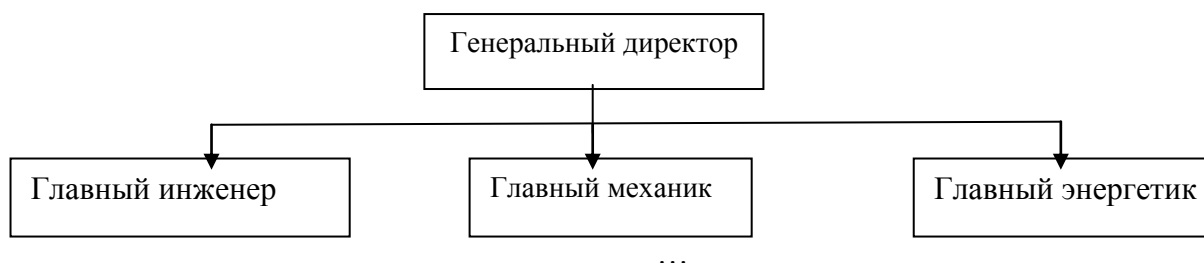 Генеральный директор
Главный инженер
Главный механик
Главный энергетик
...